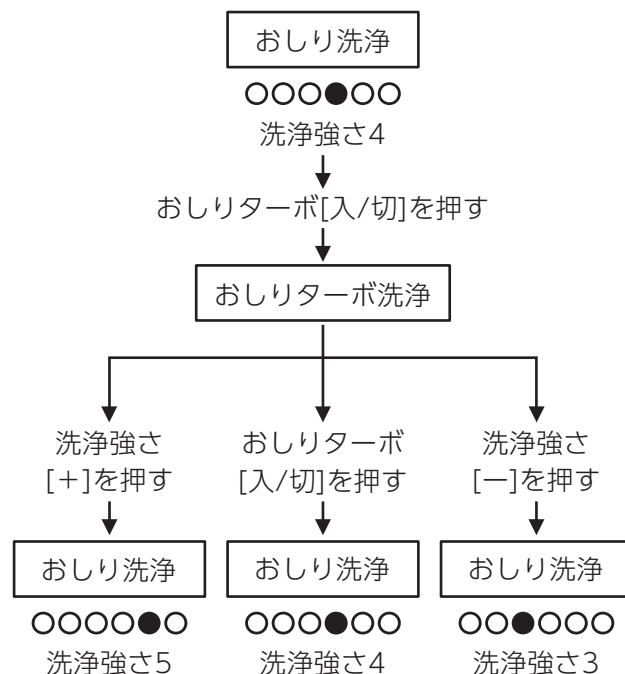 おしり洗浄
洗浄強さ4
おしりターボ[入/切]を押す
おしりターボ洗浄
洗浄強さ
[＋]を押す
おしりターボ
[入/切]を押す
洗浄強さ
[ー]を押す
おしり洗浄
おしり洗浄
おしり洗浄
洗浄強さ5
洗浄強さ4
洗浄強さ3